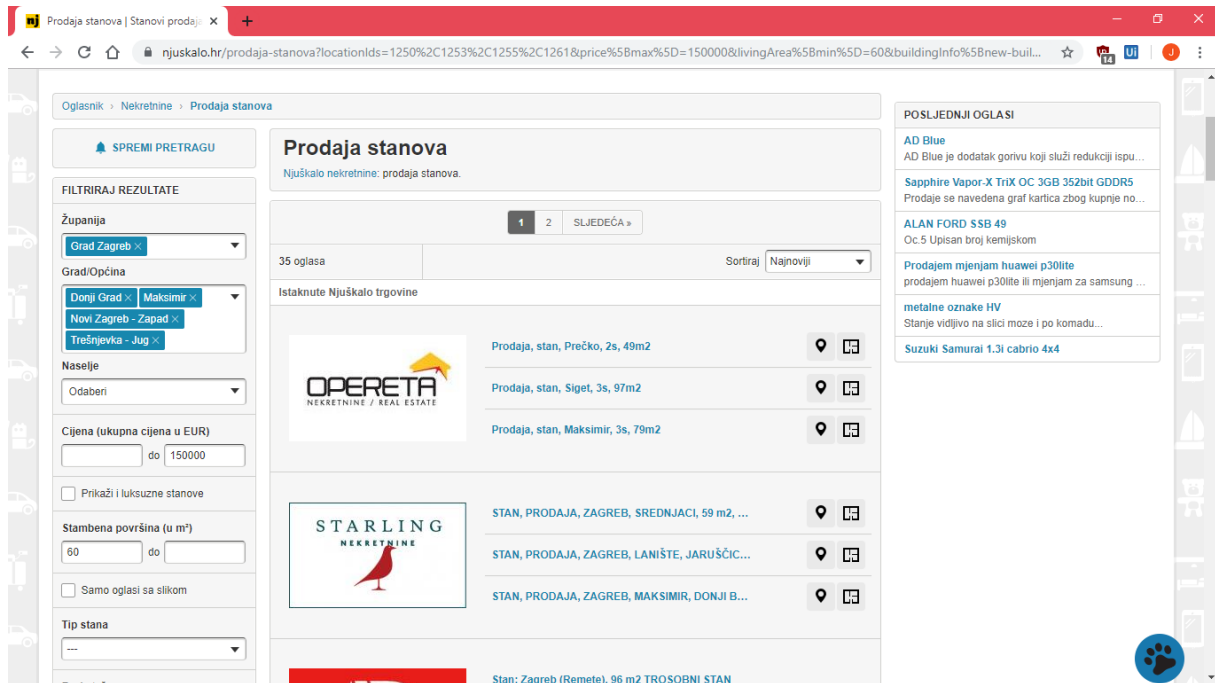 Prodaja stanova | Stanovi prodaja
njuskalo.hr/prodaja-stanova?locationIds=1250%2C1253%2C1255%2C1261&price%5Bmax%5D=150000&livingArea%5Bmin%5D=60&buildingInfo%5Bnew-buil...
14
J
Oglasnik › Nekretnine › Prodaja stanova
SPREMI PRETRAGU
FILTRIRAJ REZULTATE
Županija
Grad Zagreb ×
Grad/Općina
Donji Grad × Maksimir ×
Novi Zagreb - Zapad ×
Trešnjevka - Jug ×
Naselje
Odaberi
Cijena (ukupna cijena u EUR)
do 150000
Prikaži i luksuzne stanove
Stambena površina (u m²)
60 do
Samo oglasi sa slikom
Tip stana
---
Prodaja stanova
Njuškalo nekretnine: prodaja stanova.
1 2 SLJEDEĆA »
35 oglasa
Sortiraj Najnoviji
Istaknute Njuškalo trgovine
OPERETA
NEKRETNINE / REAL ESTATE
Prodaja, stan, Prečko, 2s, 49m2
Prodaja, stan, Siget, 3s, 97m2
Prodaja, stan, Maksimir, 3s, 79m2
STARLING
NEKRETNINE
STAN, PRODAJA, ZAGREB, SREDNJACI, 59 m2, ...
STAN, PRODAJA, ZAGREB, LANIŠTE, JARUŠČIC...
STAN, PRODAJA, ZAGREB, MAKSIMIR, DONJI B...
Stan: Zagreb (Remete), 96 m2 TROSOBNI STAN
POSLJEDNJI OGLASI
AD Blue
AD Blue je dodatak gorivu koji služi redukciji ispu...
Sapphire Vapor-X TriX OC 3GB 352bit GDDR5
Prodaje se navedena graf kartica zbog kupnje no...
ALAN FORD SSB 49
Oc.5 Upisan broj kemijskom
Prodajem mjenjam huawei p30lite
prodajem huawei p30lite ili mjenjam za samsung ...
metalne oznake HV
Stanje vidljivo na slici moze i po komadu...
Suzuki Samurai 1.3i cabrio 4x4